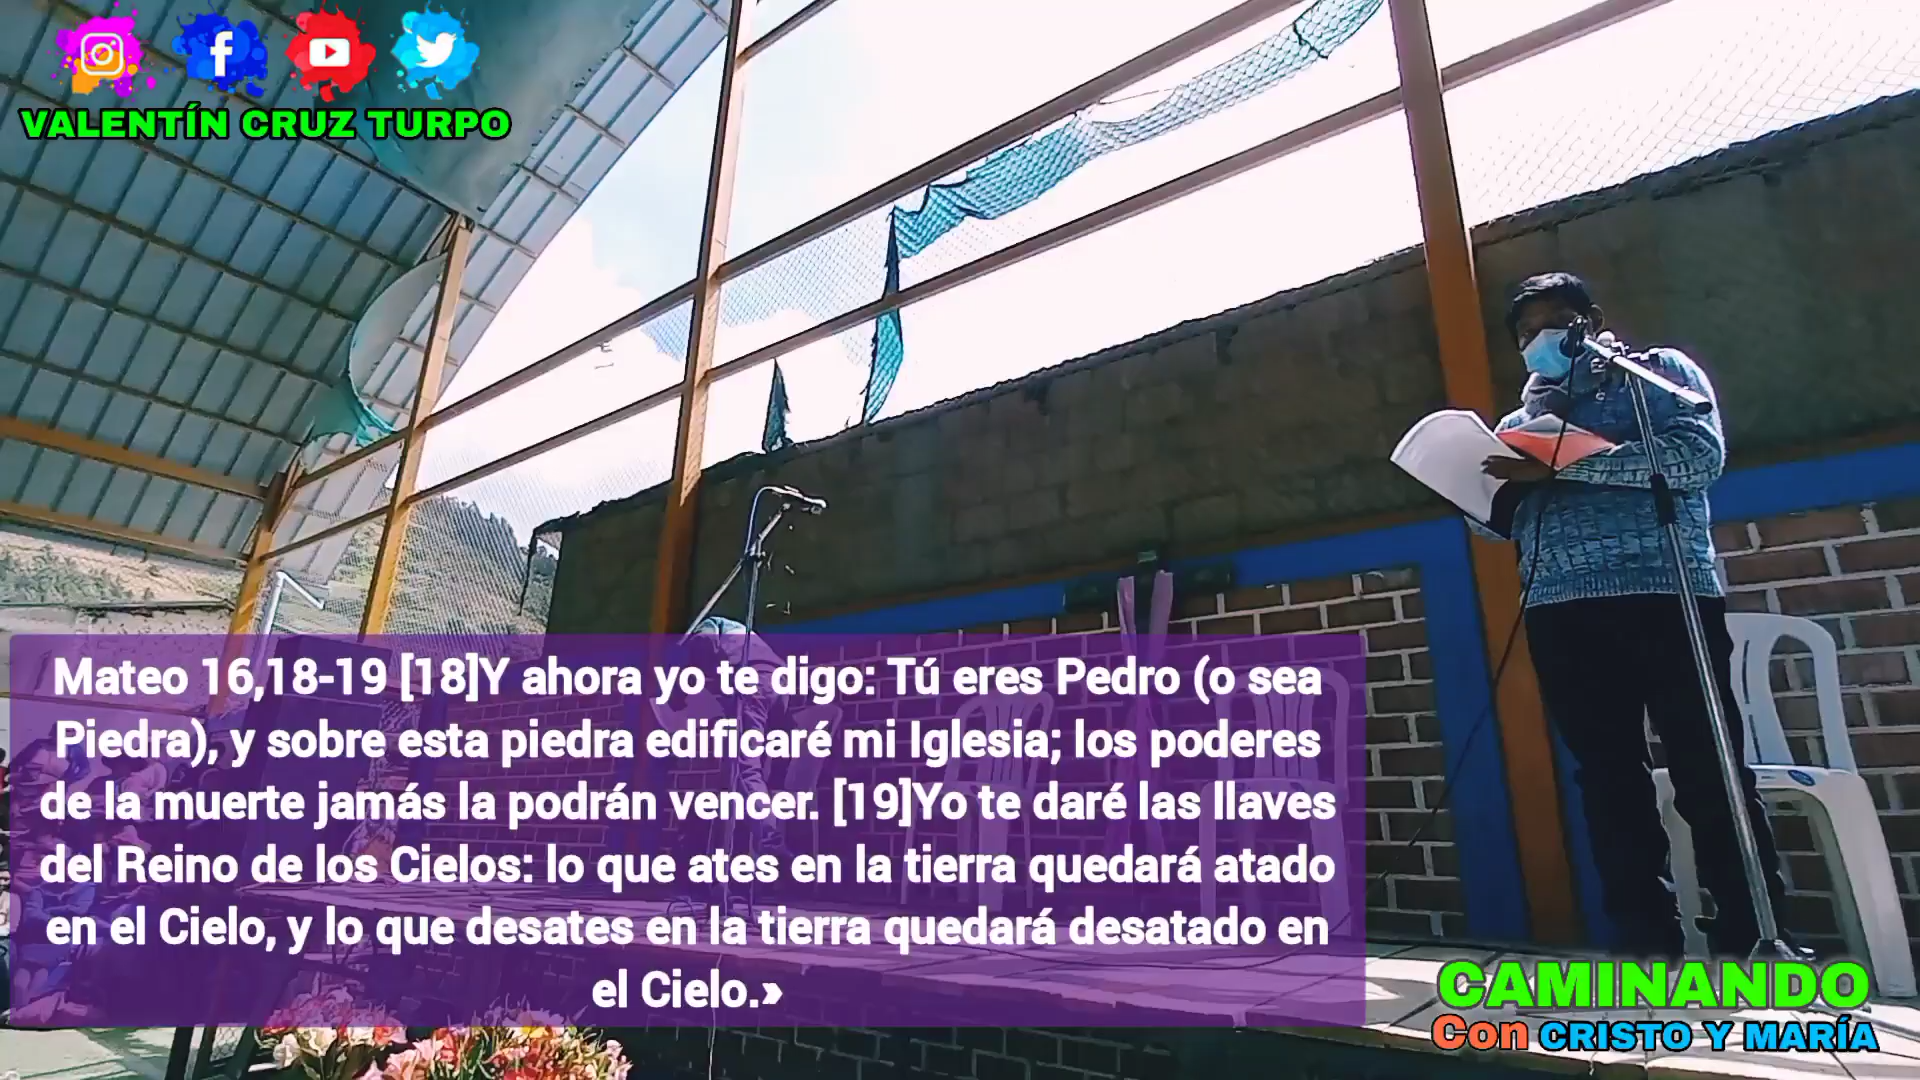 VALENTÍN CRUZ TURPO
Mateo 16,18-19 [18]Y ahora yo te digo: Tú eres Pedro (o sea
Piedra), y sobre esta piedra edificaré mi Iglesia; los poderes
de la muerte jamás la podrán vencer. [19]Yo te daré las llaves
del Reino de los Cielos: lo que ates en la tierra quedará atado
en el Cielo, y lo que desates en la tierra quedará desatado en
el Cielo.»
CAMINANDO
Con CRISTO Y MARÍA